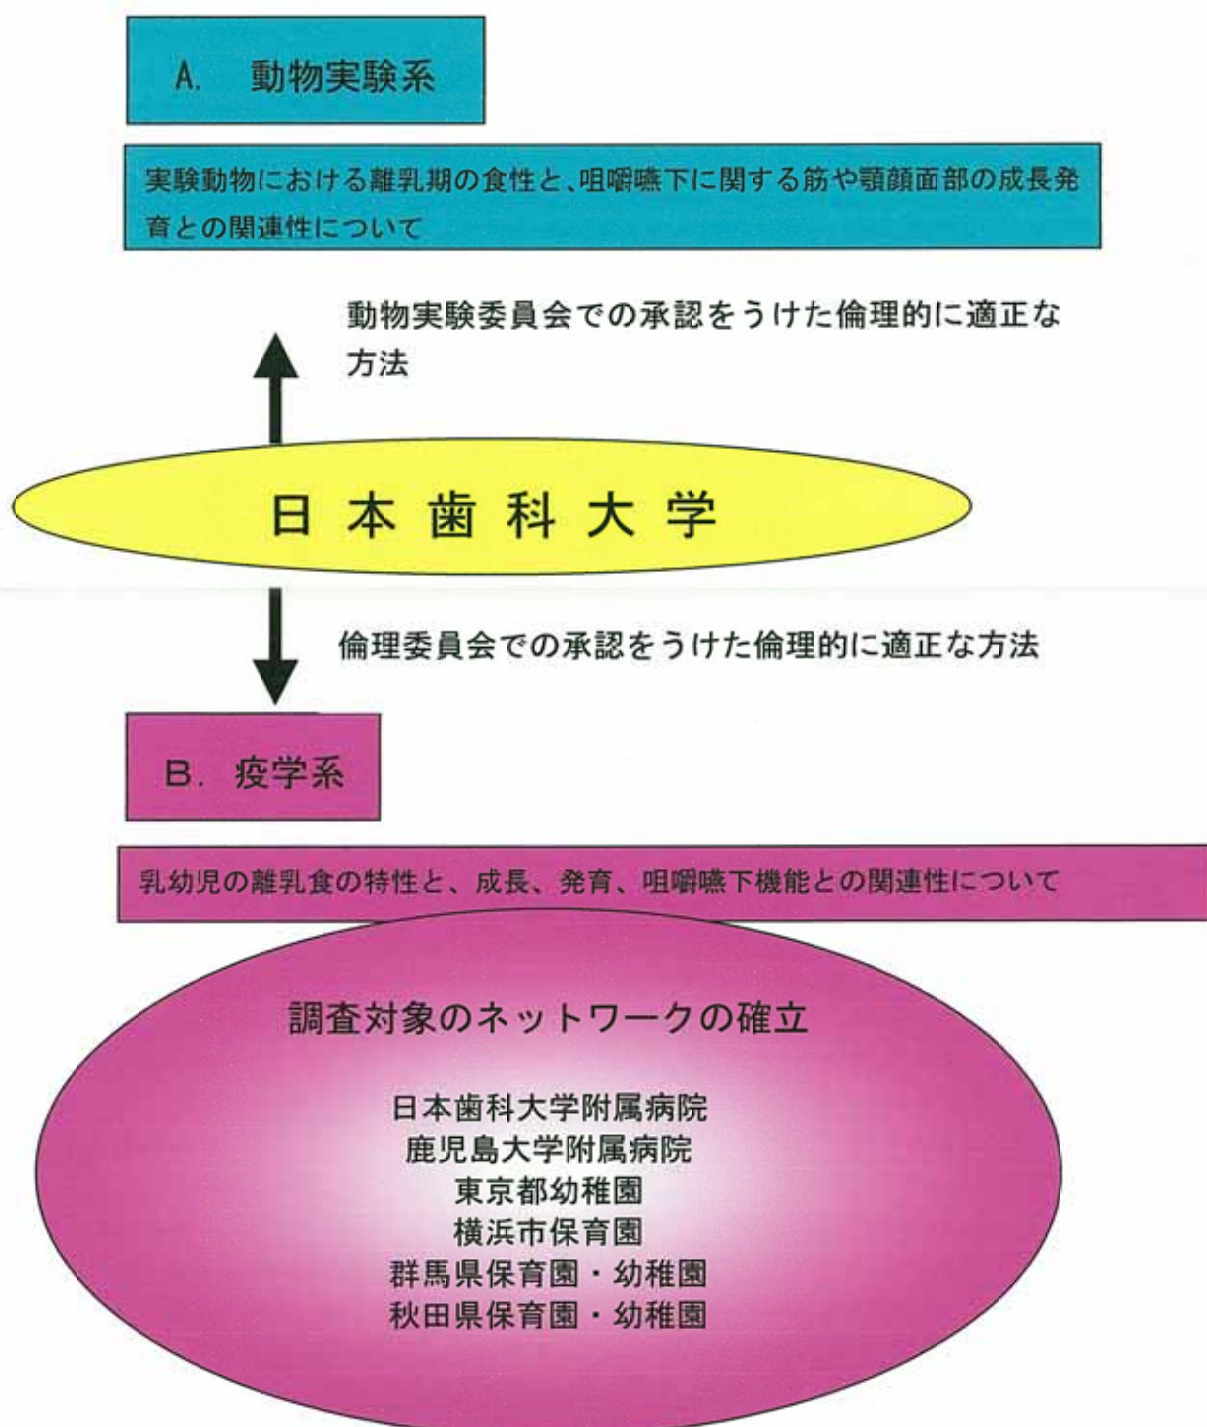 A. 動物実験系
実験動物における離乳期の食性と、咀嚼嚥下に関する筋や顎顔面部の成長発
育との関連性について
動物実験委員会での承認をうけた倫理的に適正な
方法
日本歯科大学
倫理委員会での承認をうけた倫理的に適正な方法
B. 疫学系
乳幼児の離乳食の特性と、成長、発育、咀嚼嚥下機能との関連性について
調査対象のネットワークの確立
日本歯科大学附属病院
鹿児島大学附属病院
東京都幼稚園
横浜市保育園
群馬県保育園・幼稚園
秋田県保育園・幼稚園